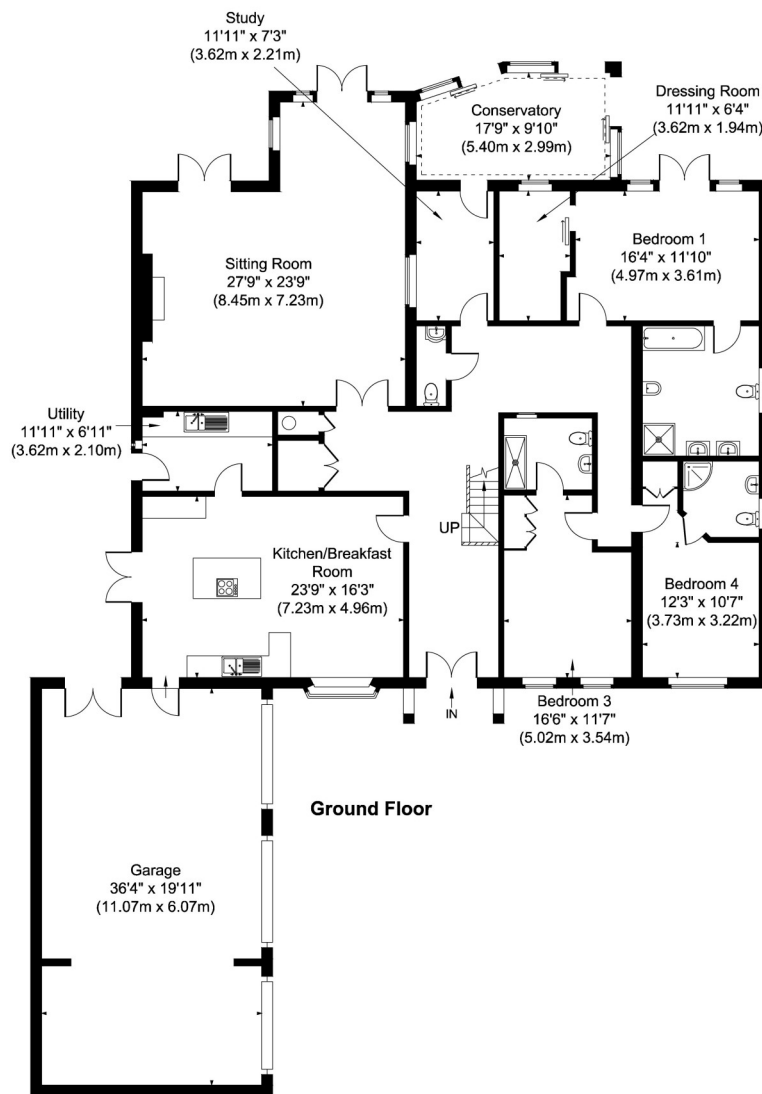 Study
11'11" x 7'3"
(3.62m x 2.21m)
Conservatory
17'9" x 9'10"
(5.40m x 2.99m)
Dressing Room
11'11" x 6'4"
(3.62m x 1.94m)
Sitting Room
27'9" x 23'9"
(8.45m x 7.23m)
Bedroom 1
16'4" x 11'10"
(4.97m x 3.61m)
Utility
11'11" x 6'11"
(3.62m x 2.10m)
UP
Kitchen/Breakfast
Room
23'9" x 16'3"
(7.23m x 4.96m)
Bedroom 4
12'3" x 10'7"
(3.73m x 3.22m)
IN
Bedroom 3
16'6" x 11'7"
(5.02m x 3.54m)
Ground Floor
Garage
36'4" x 19'11"
(11.07m x 6.07m)